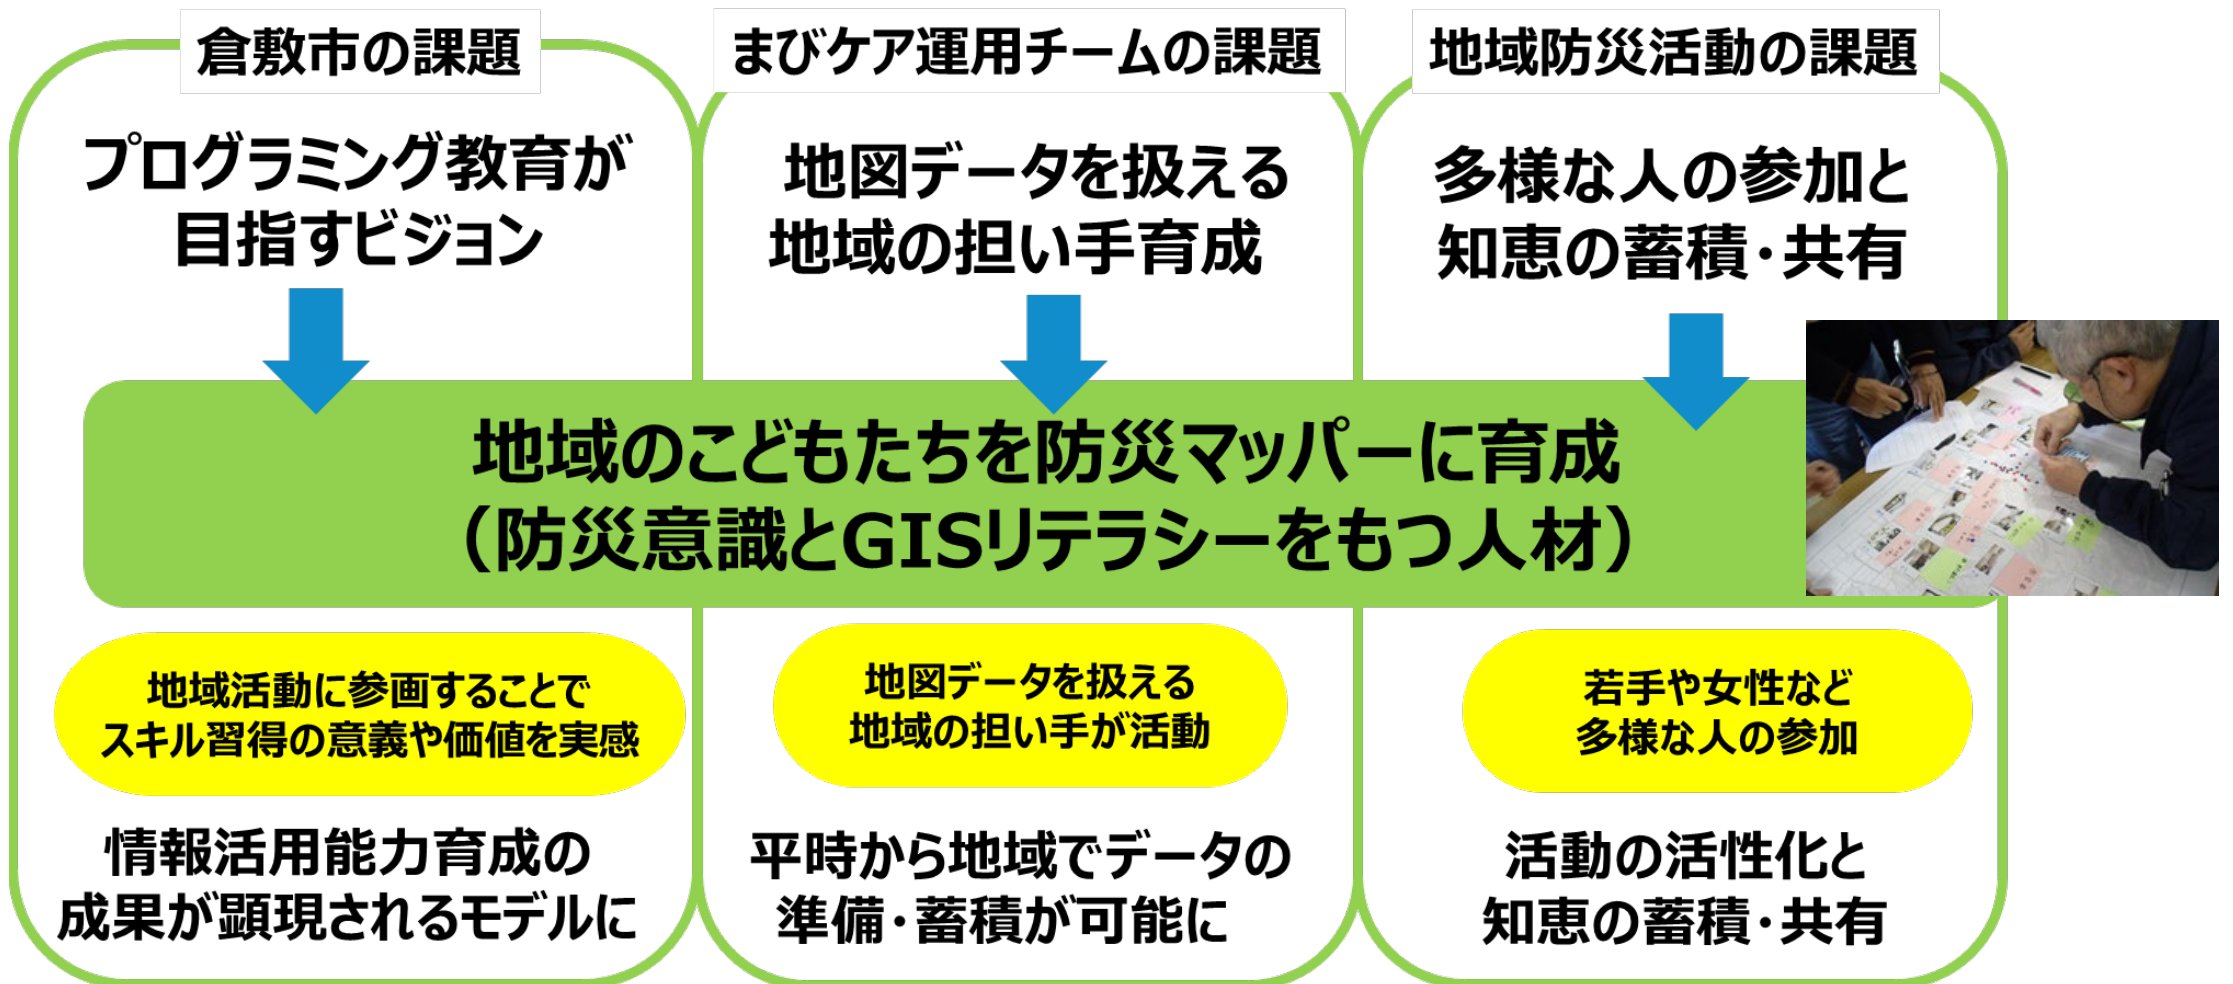 倉敷市の課題
プログラミング教育が
目指すビジョン
まびケア運用チームの課題
地図データを扱える
地域の担い手育成
地域防災活動の課題
多様な人の参加と
知恵の蓄積・共有
地域のこどもたちを防災マッパーに育成
（防災意識とGISリテラシーをもつ人材）
地域活動に参画することで
スキル習得の意義や価値を実感
情報活用能力育成の
成果が顕現されるモデルに
地図データを扱える
地域の担い手が活動
平時から地域でデータの
準備・蓄積が可能に
若手や女性など
多様な人の参加
活動の活性化と
知恵の蓄積・共有